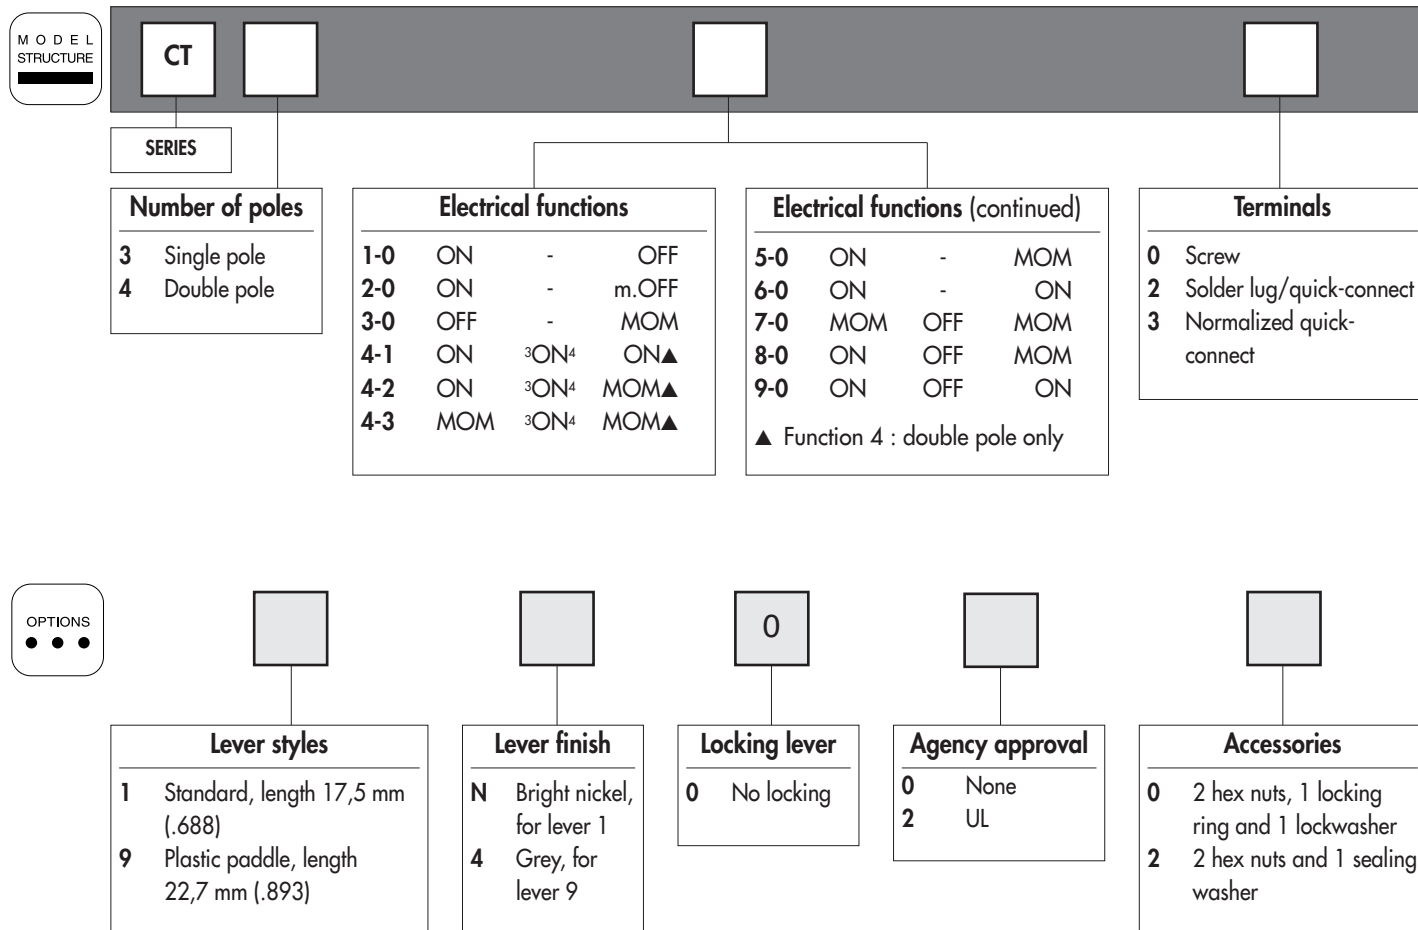 MODEL
STRUCTURE
CT
SERIES
Number of poles
3 Single pole
4 Double pole
Electrical functions
1-0 ON - OFF
2-0 ON - m.OFF
3-0 OFF - MOM
4-1 ON ³ON⁴ ON▲
4-2 ON ³ON⁴ MOM▲
4-3 MOM ³ON⁴ MOM▲
Electrical functions (continued)
5-0 ON - MOM
6-0 ON - ON
7-0 MOM OFF MOM
8-0 ON OFF MOM
9-0 ON OFF ON
▲ Function 4 : double pole only
Terminals
0 Screw
2 Solder lug/quick-connect
3 Normalized quick-
connect
OPTIONS
0
Lever styles
1 Standard, length 17,5 mm
(.688)
9 Plastic paddle, length
22,7 mm (.893)
Lever finish
N Bright nickel,
for lever 1
4 Grey, for
lever 9
Locking lever
0 No locking
Agency approval
0 None
2 UL
Accessories
0 2 hex nuts, 1 locking
ring and 1 lockwasher
2 2 hex nuts and 1 sealing
washer